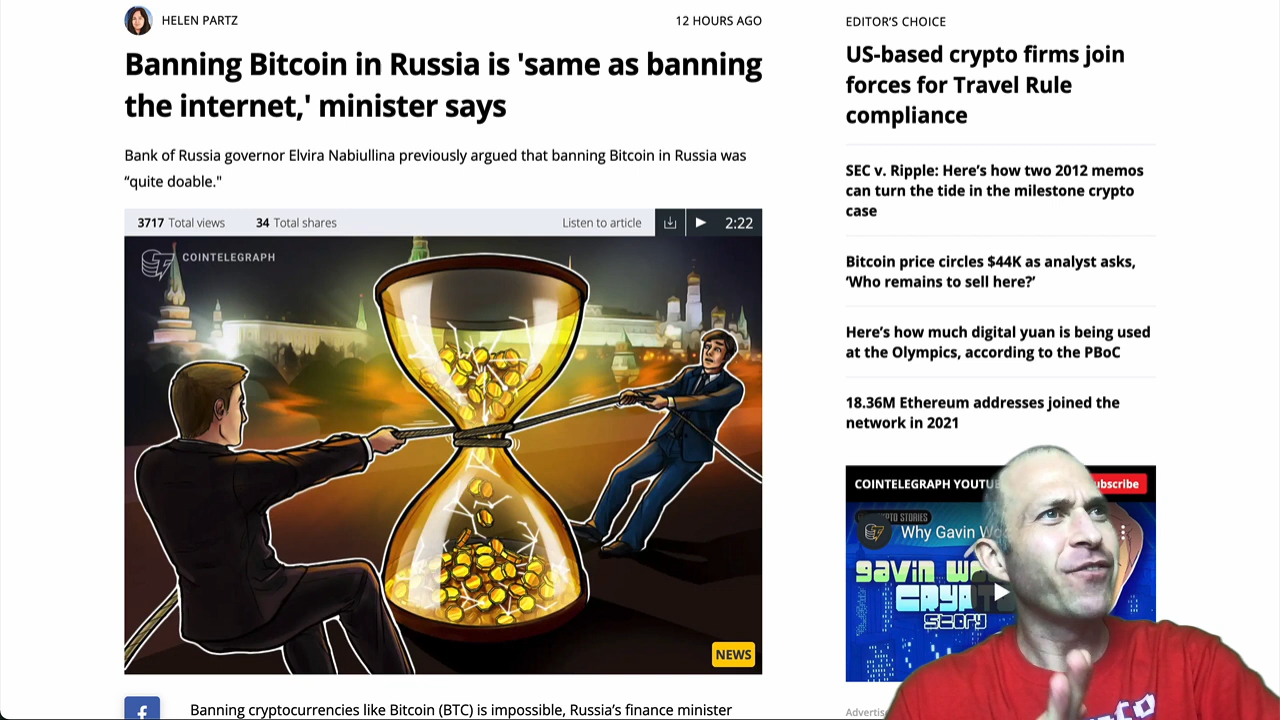 HELEN PARTZ
12 HOURS AGO
Banning Bitcoin in Russia is 'same as banning
the internet,' minister says
Bank of Russia governor Elvira Nabiullina previously argued that banning Bitcoin in Russia was
“quite doable."
3717 Total views
34 Total shares
Listen to article
2:22
COINTELEGRAPH
NEWS
Banning cryptocurrencies like Bitcoin (BTC) is impossible, Russia’s finance minister
EDITOR’S CHOICE
US-based crypto firms join
forces for Travel Rule
compliance
SEC v. Ripple: Here’s how two 2012 memos
can turn the tide in the milestone crypto
case
Bitcoin price circles $44K as analyst asks,
‘Who remains to sell here?’
Here’s how much digital yuan is being used
at the Olympics, according to the PBoC
18.36M Ethereum addresses joined the
network in 2021
COINTELEGRAPH
STORIES
Why Gavin
gavin
story